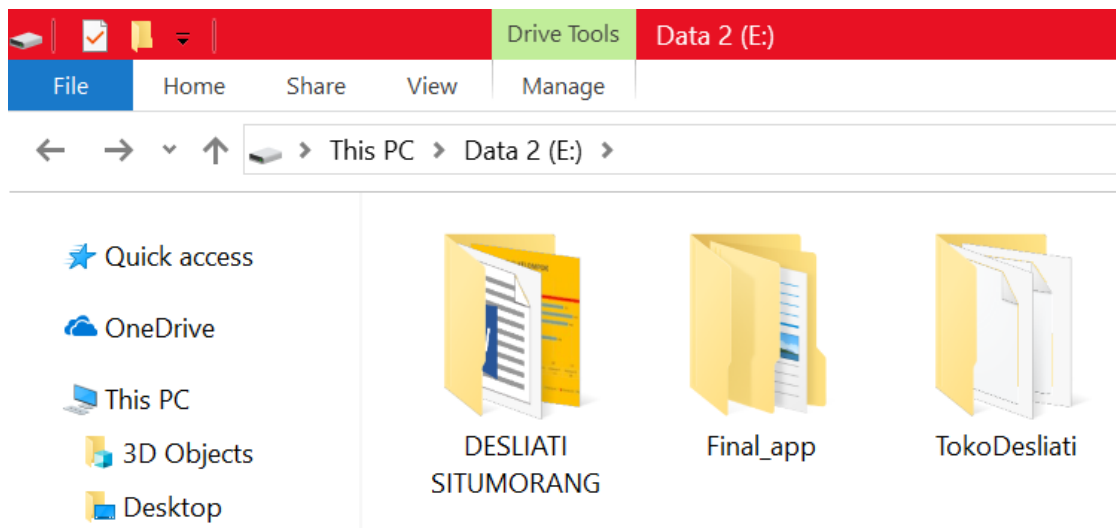 Drive Tools
Data 2 (E:)
File
Home
Share
View
Manage
This PC
Data 2 (E:)
Quick access
OneDrive
This PC
3D Objects
Desktop
DESLIATI
SITUMORANG
Final_app
TokoDesliati